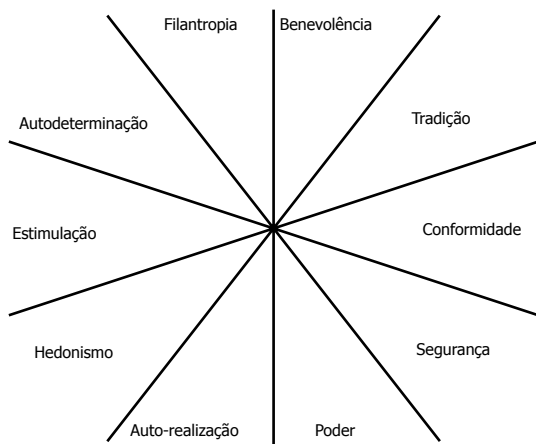 Filantropia
Benevolência
Autodeterminação
Tradição
Estimulação
Conformidade
Hedonismo
Segurança
Auto-realização
Poder